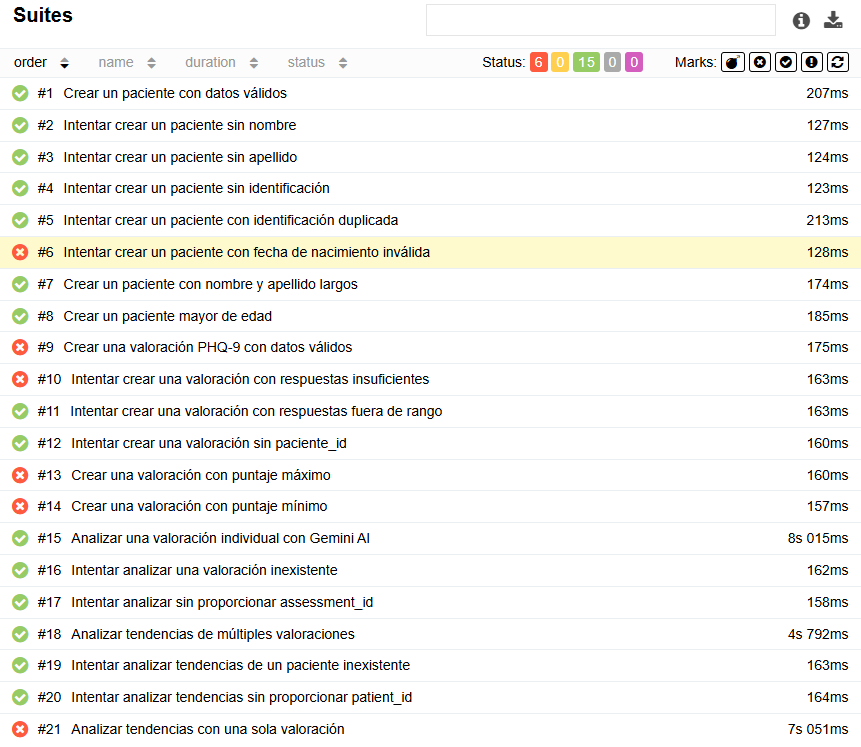 Suites
order name duration status Status: 6 0 15 0 0 Marks:
#1 Crear un paciente con datos válidos 207ms
#2 Intentar crear un paciente sin nombre 127ms
#3 Intentar crear un paciente sin apellido 124ms
#4 Intentar crear un paciente sin identificación 123ms
#5 Intentar crear un paciente con identificación duplicada 213ms
#6 Intentar crear un paciente con fecha de nacimiento inválida 128ms
#7 Crear un paciente con nombre y apellido largos 174ms
#8 Crear un paciente mayor de edad 185ms
#9 Crear una valoración PHQ-9 con datos válidos 175ms
#10 Intentar crear una valoración con respuestas insuficientes 163ms
#11 Intentar crear una valoración con respuestas fuera de rango 163ms
#12 Intentar crear una valoración sin paciente_id 160ms
#13 Crear una valoración con puntaje máximo 160ms
#14 Crear una valoración con puntaje mínimo 157ms
#15 Analizar una valoración individual con Gemini AI 8s 015ms
#16 Intentar analizar una valoración inexistente 162ms
#17 Intentar analizar sin proporcionar assessment_id 158ms
#18 Analizar tendencias de múltiples valoraciones 4s 792ms
#19 Intentar analizar tendencias de un paciente inexistente 163ms
#20 Intentar analizar tendencias sin proporcionar patient_id 164ms
#21 Analizar tendencias con una sola valoración 7s 051ms